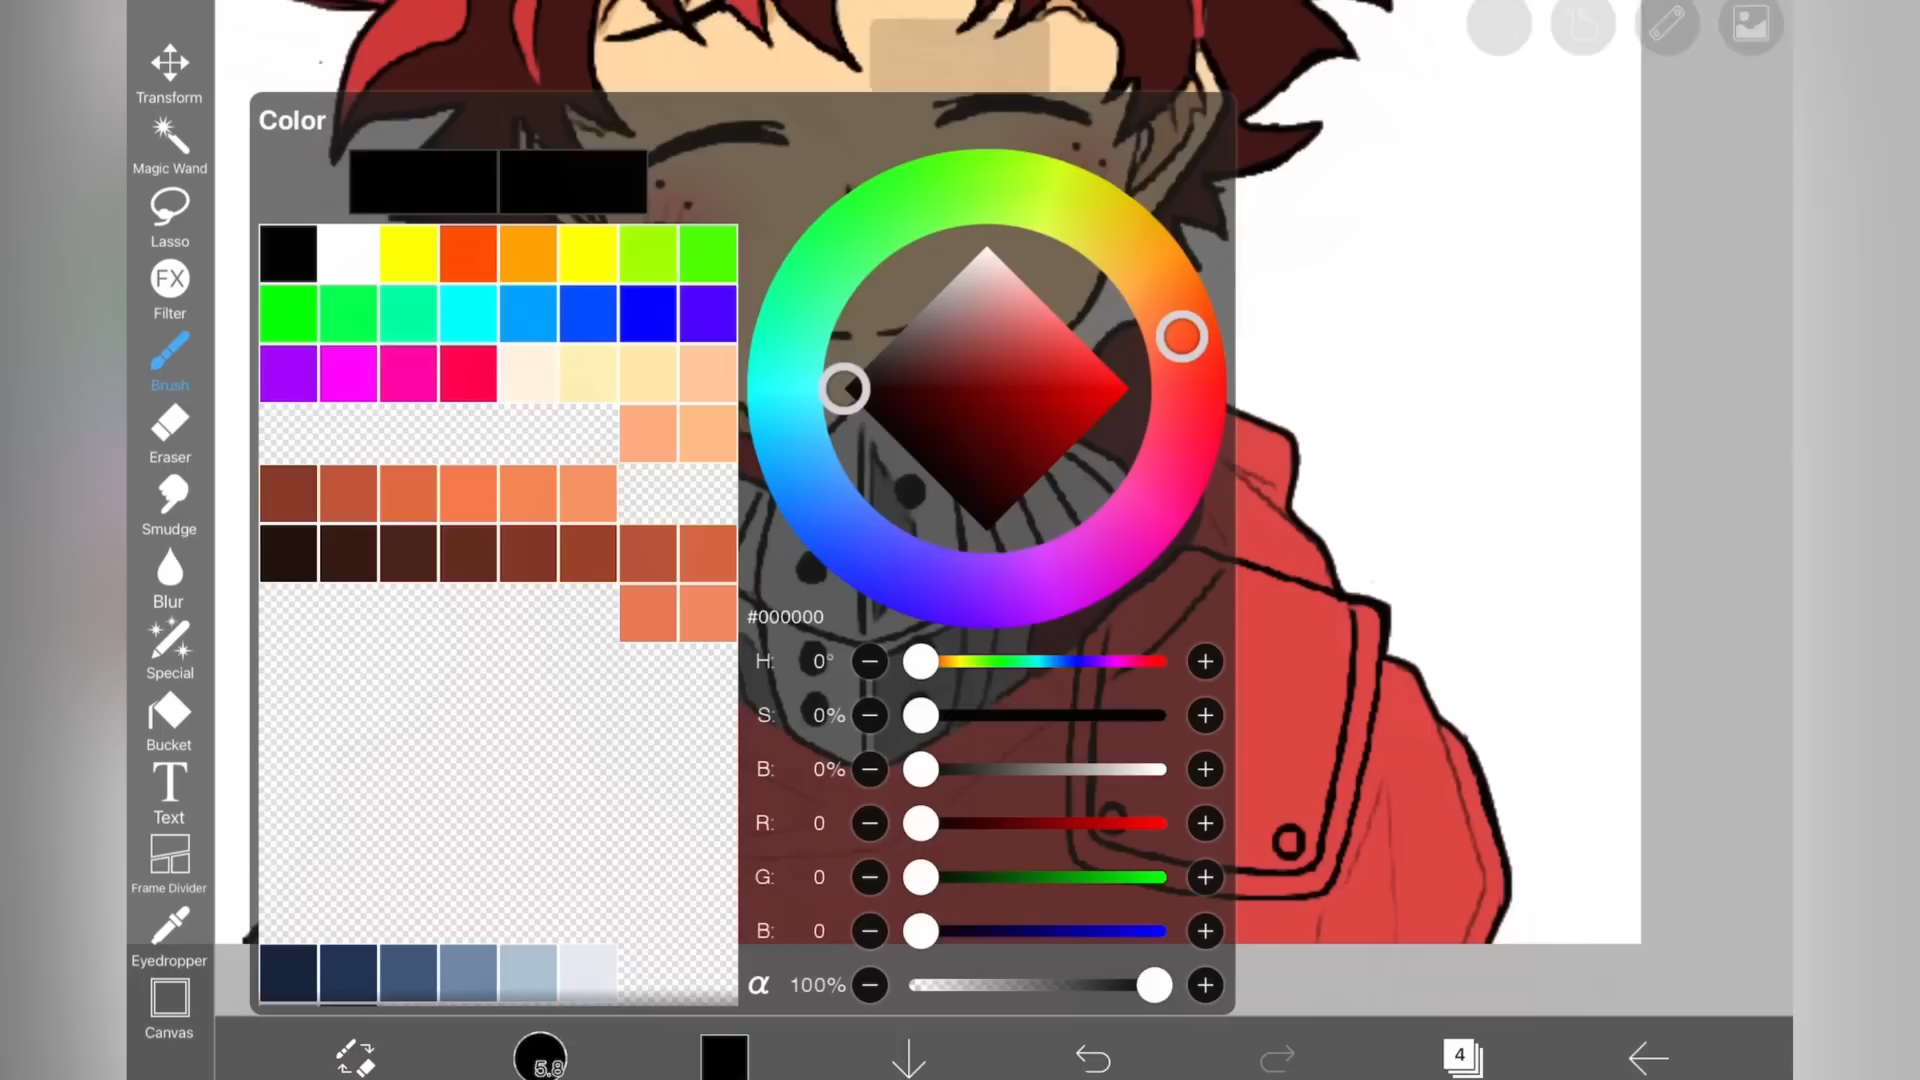 Transform
Magic Wand
Lasso
FX
Filter
Brush
Eraser
Smudge
Blur
Special
Bucket
T
Text
Frame Divider
Eyedropper
Canvas
Color
#000000
H: 0°
S: 0%
B: 0%
R: 0
G: 0
B: 0
α 100%
5.8
4